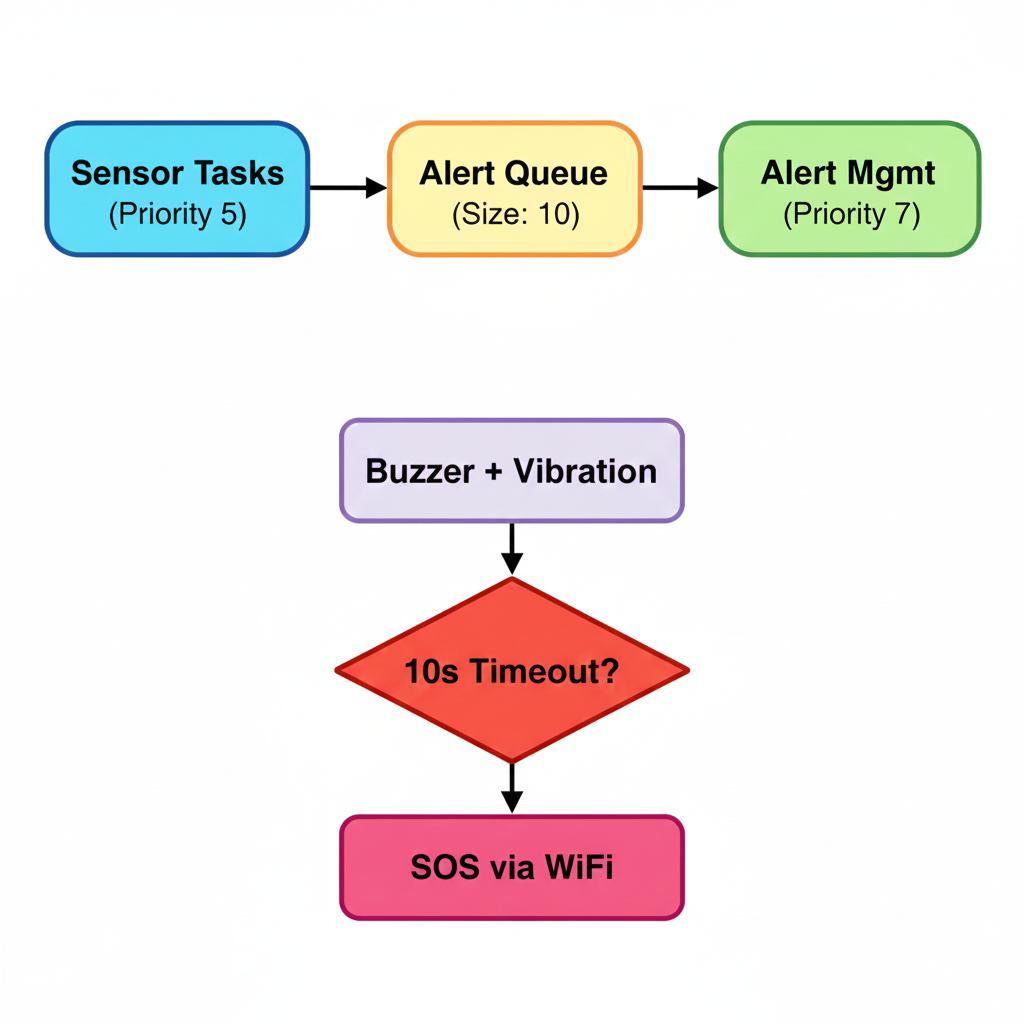 Sensor Tasks
(Priority 5)
Alert Queue
(Size: 10)
Alert Mgmt
(Priority 7)
Buzzer + Vibration
10s Timeout?
SOS via WiFi